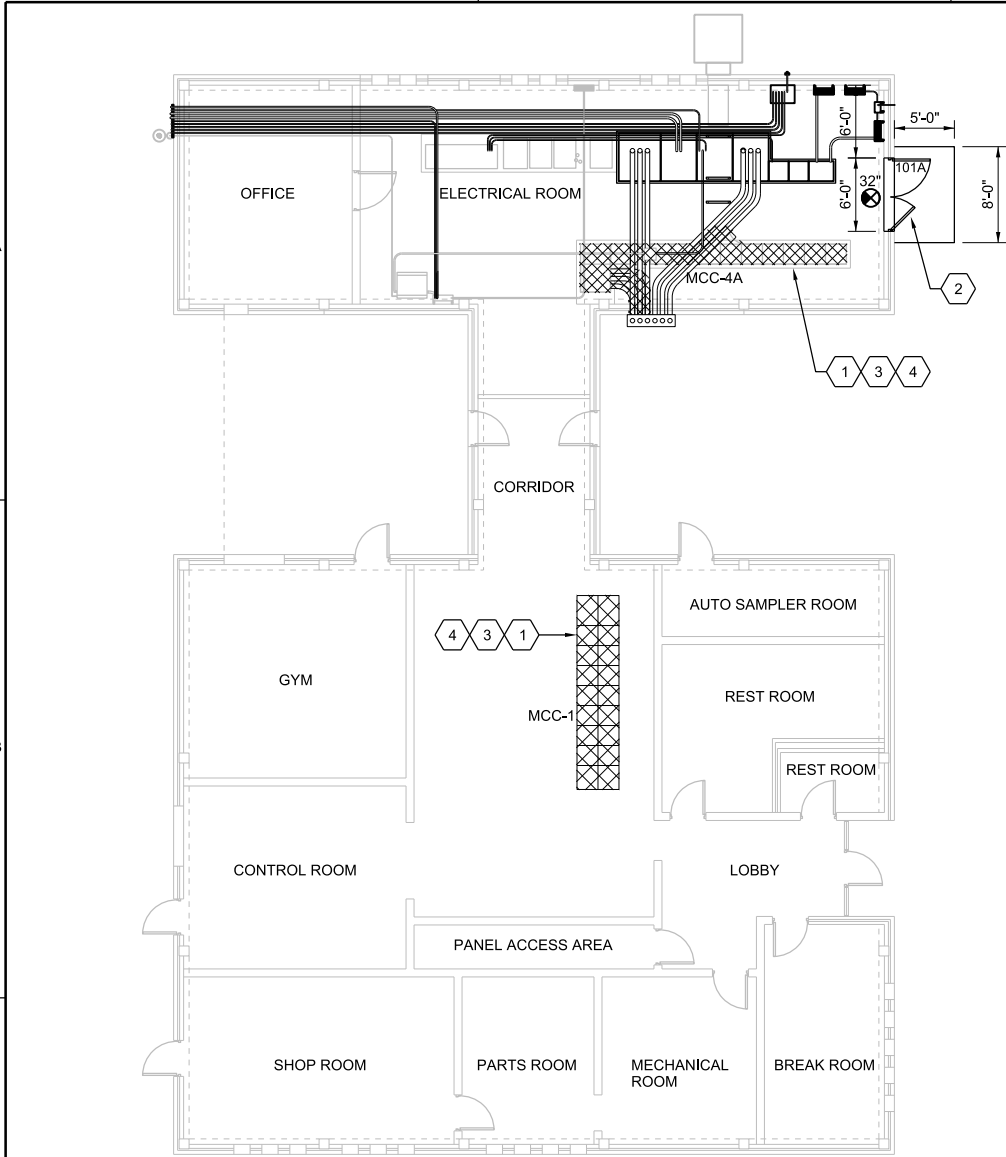 5'-0"
6'-0"
8'-0"
101A
32"
6'-0"
OFFICE
ELECTRICAL ROOM
MCC-4A
2
1 3 4
CORRIDOR
AUTO SAMPLER ROOM
4 3 1
GYM
REST ROOM
MCC-1
REST ROOM
CONTROL ROOM
LOBBY
PANEL ACCESS AREA
SHOP ROOM
PARTS ROOM
MECHANICAL
ROOM
BREAK ROOM